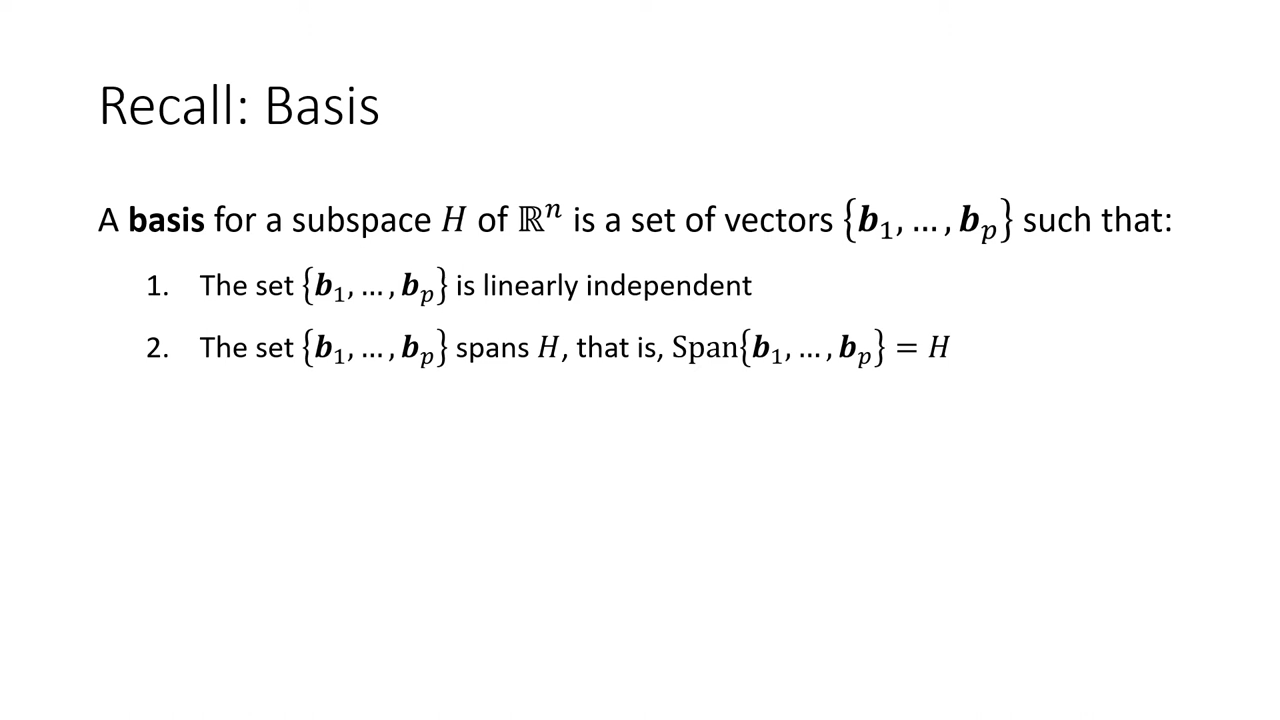 Recall: Basis
A basis for a subspace 𝐻 of ℝⁿ is a set of vectors {𝒃₁, … , 𝒃ₚ} such that:
1. The set {𝒃₁, … , 𝒃ₚ} is linearly independent
2. The set {𝒃₁, … , 𝒃ₚ} spans 𝐻, that is, Span{𝒃₁, … , 𝒃ₚ} = 𝐻